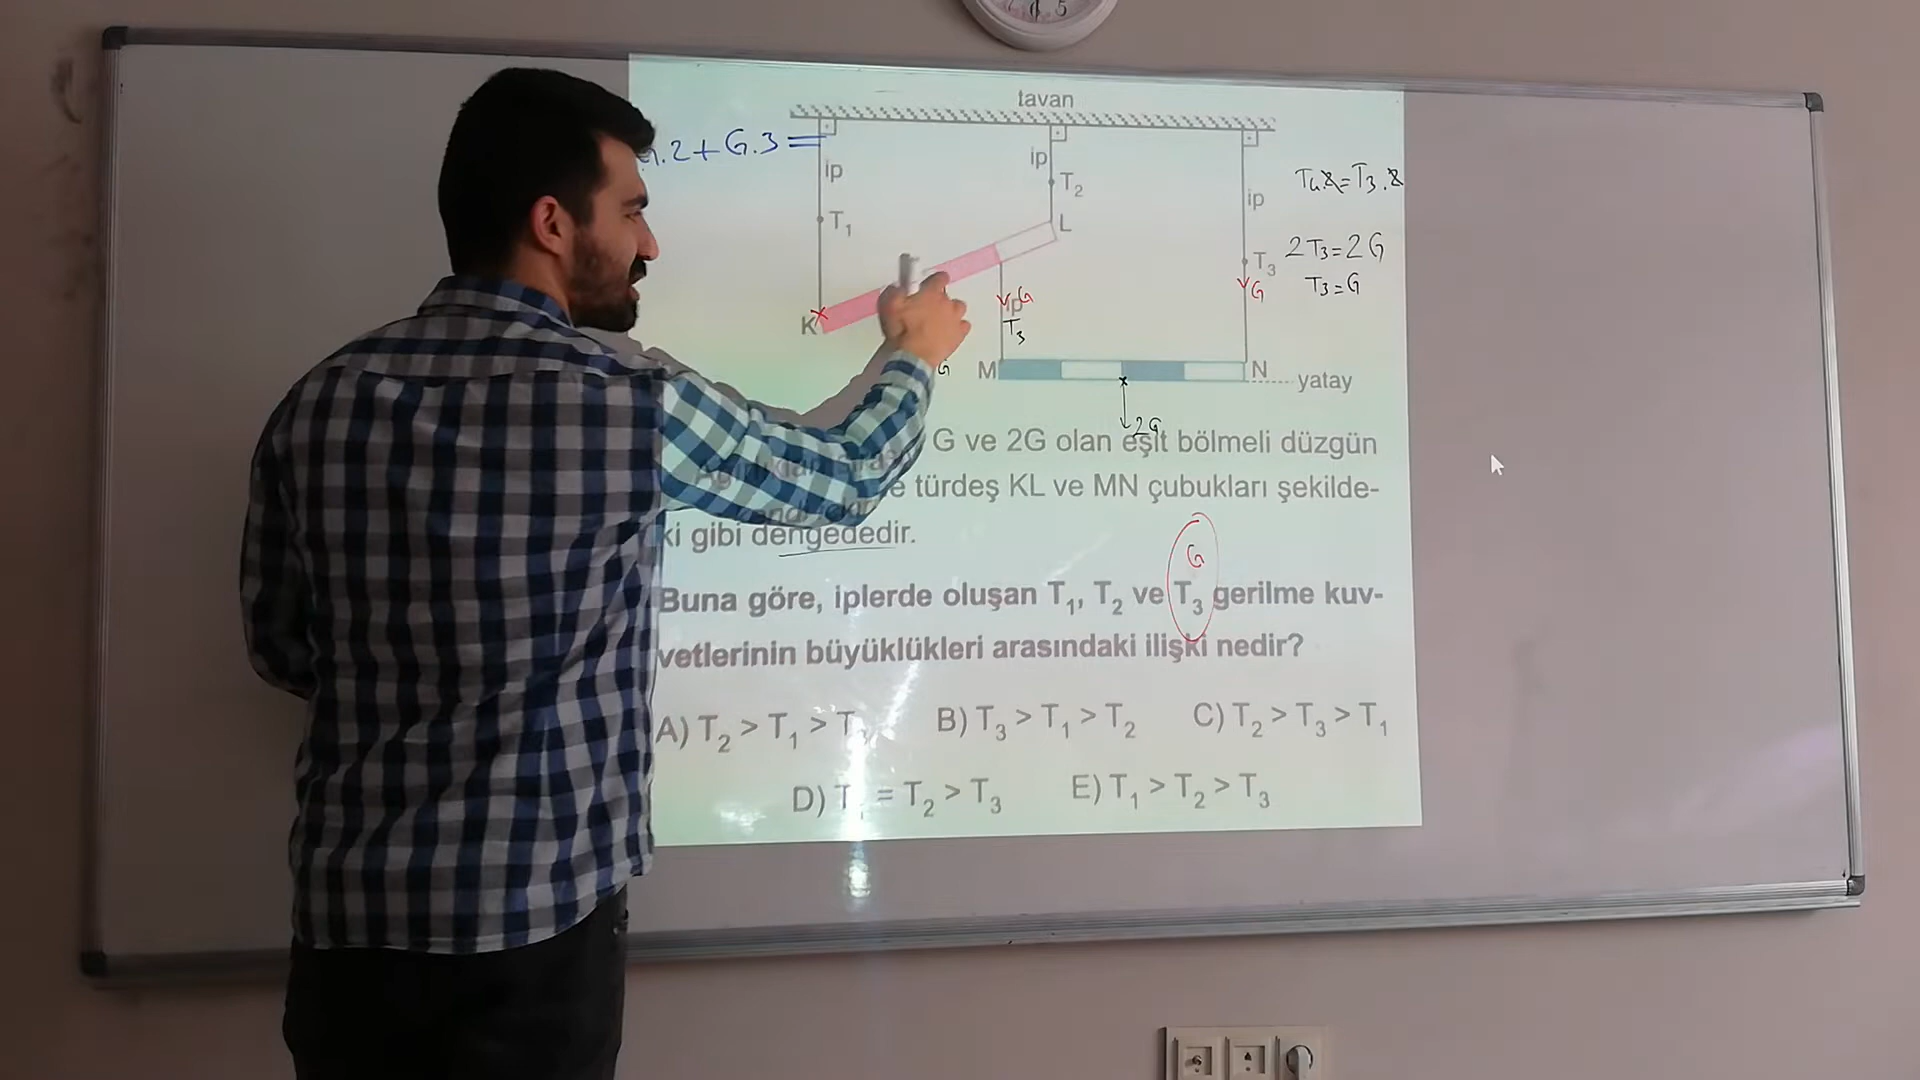 tavan
.2+G.3=
ip
ip
ip
T₁
T₂
T₃
L
K
ip
G
T₃
G
G
M
N
yatay
2G
T₄.2=T₃.2
2T₃=2G
T₃=G
G ve 2G olan eşit bölmeli düzgün
türdeş KL ve MN çubukları şekilde-
ki gibi dengededir.
G
Buna göre, iplerde oluşan T₁, T₂ ve T₃ gerilme kuv-
vetlerinin büyüklükleri arasındaki ilişki nedir?
A) T₂ > T₁ > T
B) T₃ > T₁ > T₂
C) T₂ > T₃ > T₁
D) T = T₂ > T₃
E) T₁ > T₂ > T₃